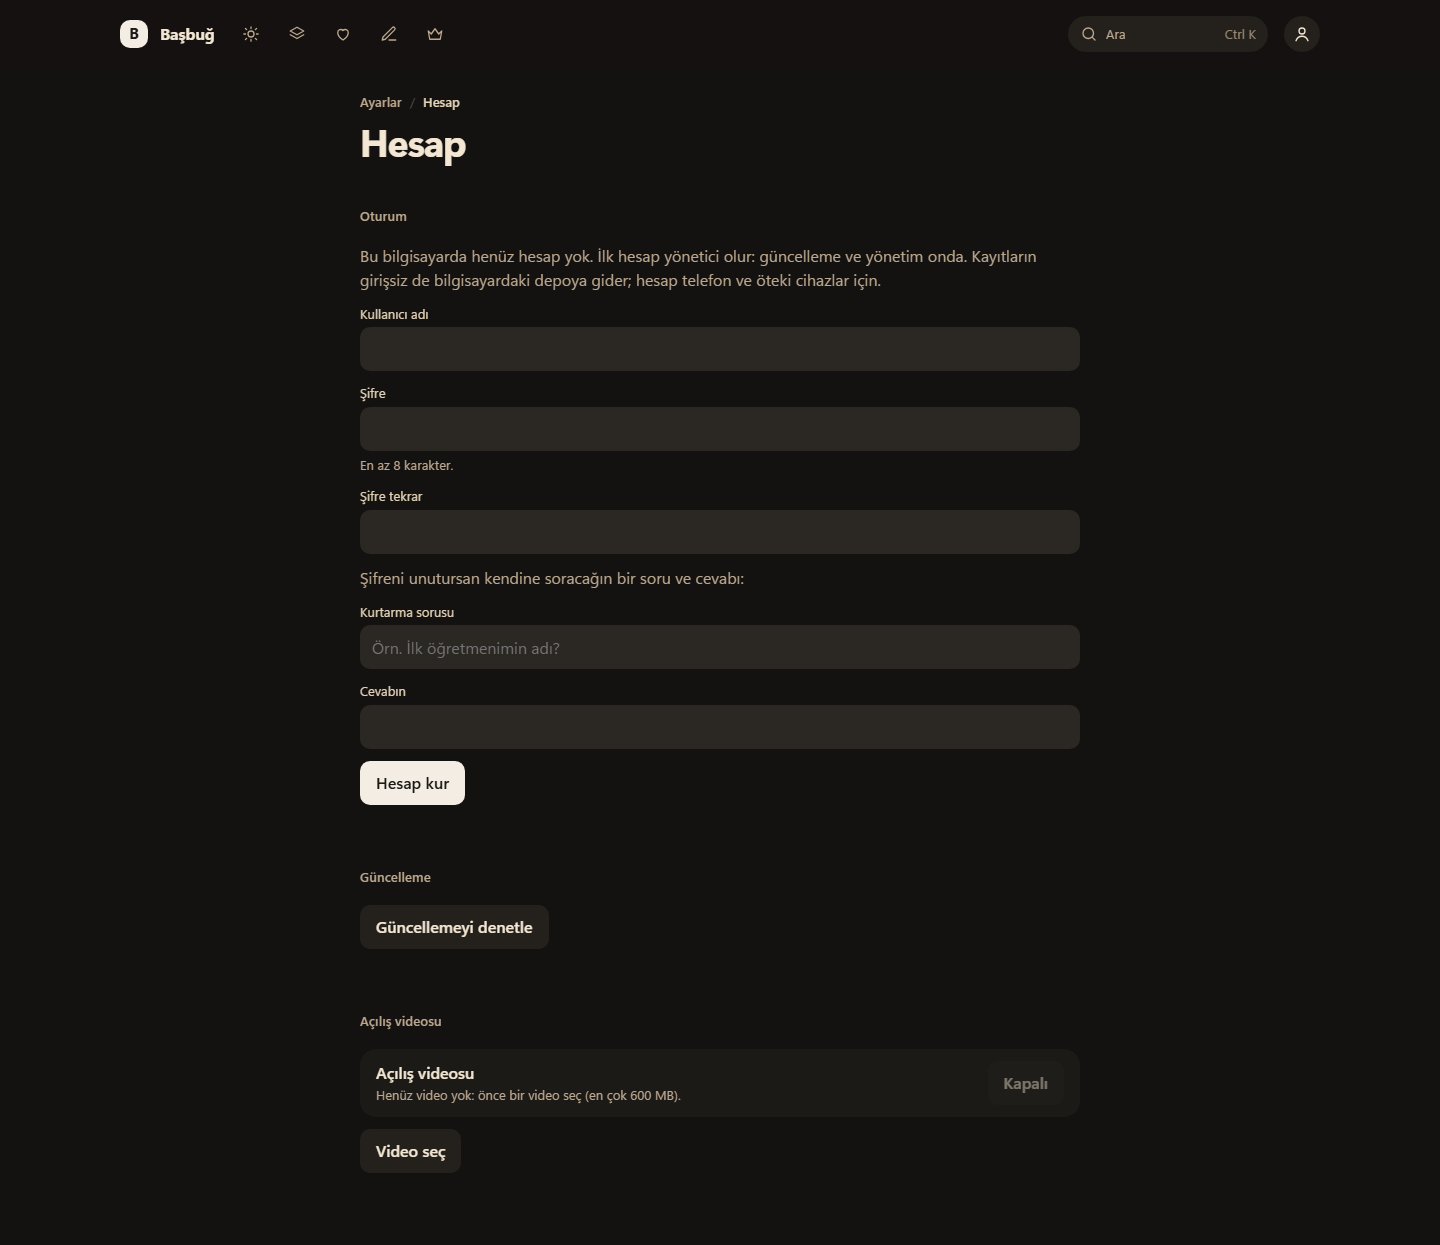 B Başbuğ
Ara Ctrl K
Ayarlar / Hesap
Hesap
Oturum
Bu bilgisayarda henüz hesap yok. İlk hesap yönetici olur: güncelleme ve yönetim onda. Kayıtların
girişsiz de bilgisayardaki depoya gider; hesap telefon ve öteki cihazlar için.
Kullanıcı adı
Şifre
En az 8 karakter.
Şifre tekrar
Şifreni unutursan kendine soracağın bir soru ve cevabı:
Kurtarma sorusu
Örn. İlk öğretmenimin adı?
Cevabın
Hesap kur
Güncelleme
Güncellemeyi denetle
Açılış videosu
Açılış videosu
Henüz video yok: önce bir video seç (en çok 600 MB).
Kapalı
Video seç